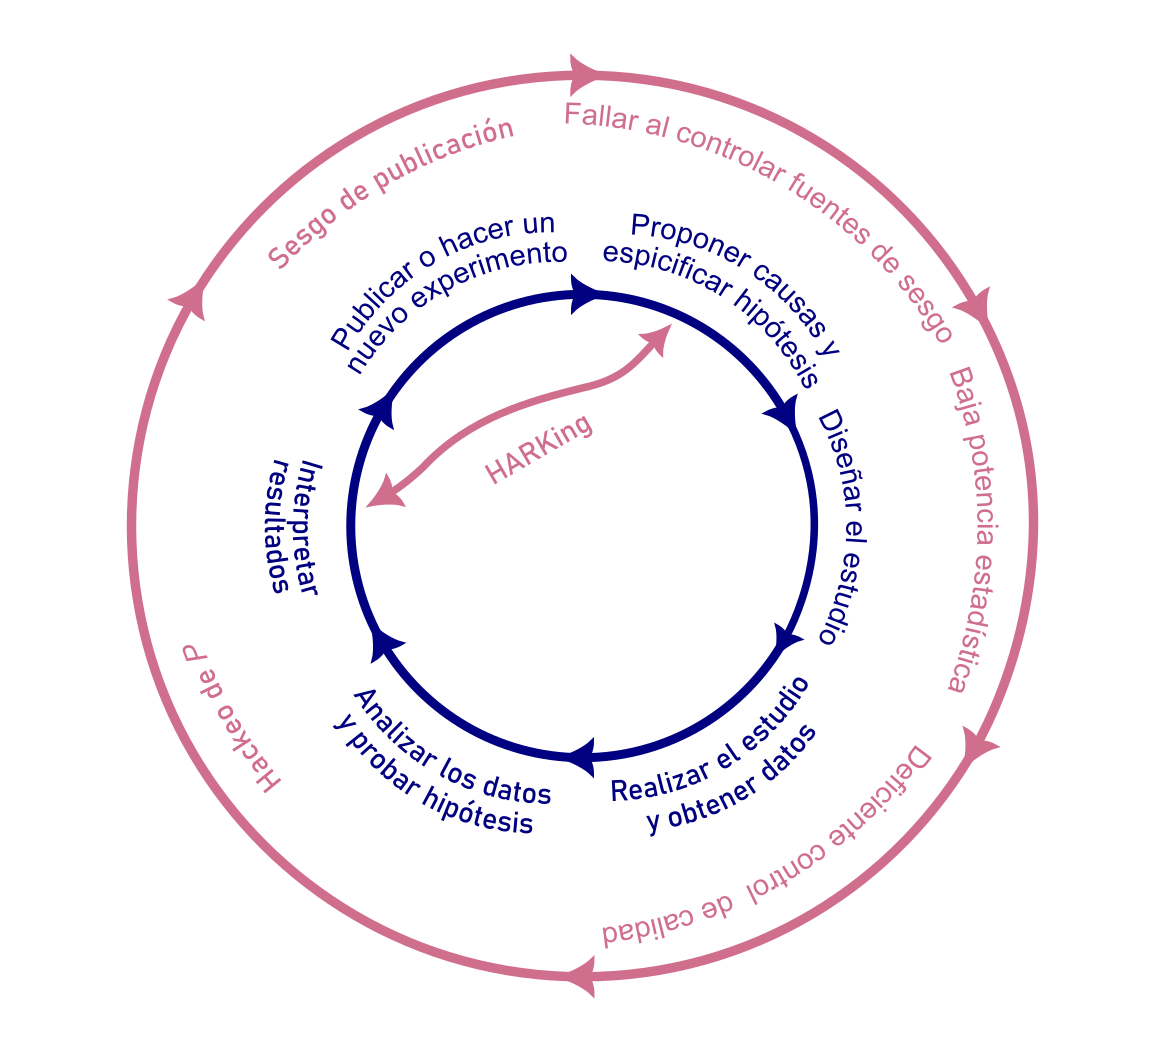 Fallar al controlar fuentes de sesgo
Baja potencia estadística
Deficiente control de calidad
Hackeo de P
Sesgo de publicación
Proponer causas y
espicificar hipótesis
Diseñar el estudio
Realizar el estudio
y obtener datos
Analizar los datos
y probar hipótesis
Interpretar
resultados
Publicar o hacer un
nuevo experimento
HARKing